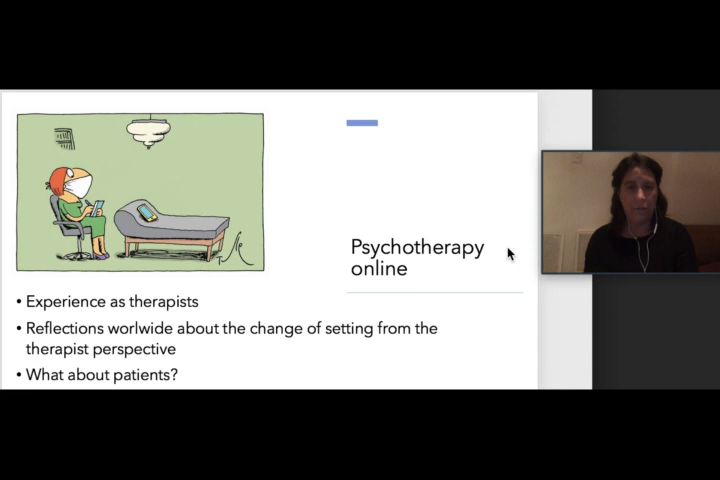 Psychotherapy
online
• Experience as therapists
• Reflections worlwide about the change of setting from the
therapist perspective
• What about patients?